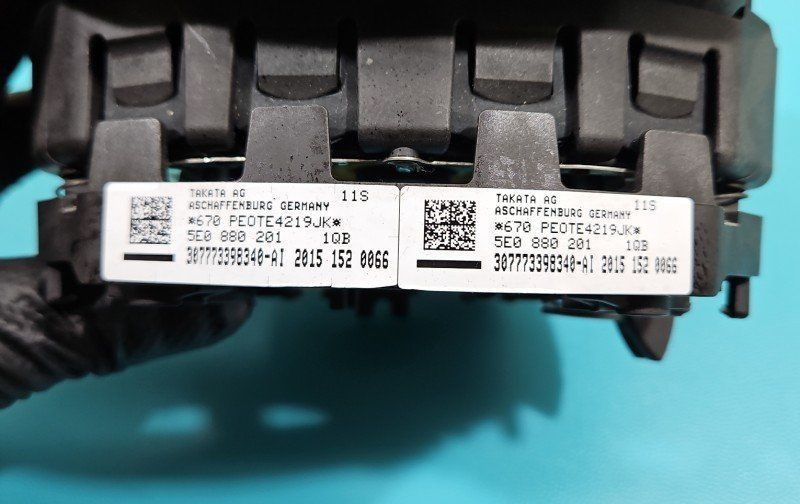 TAKATA AG 11S
ASCHAFFENBURG GERMANY
*670 PEOTE4219JK*
5E0 880 201 1QB
307773398340-AI 2015 152 0066
TAKATA AG 11S
ASCHAFFENBURG GERMANY
*670 PEOTE4219JK*
5E0 880 201 1QB
307773398340-AI 2015 152 0066